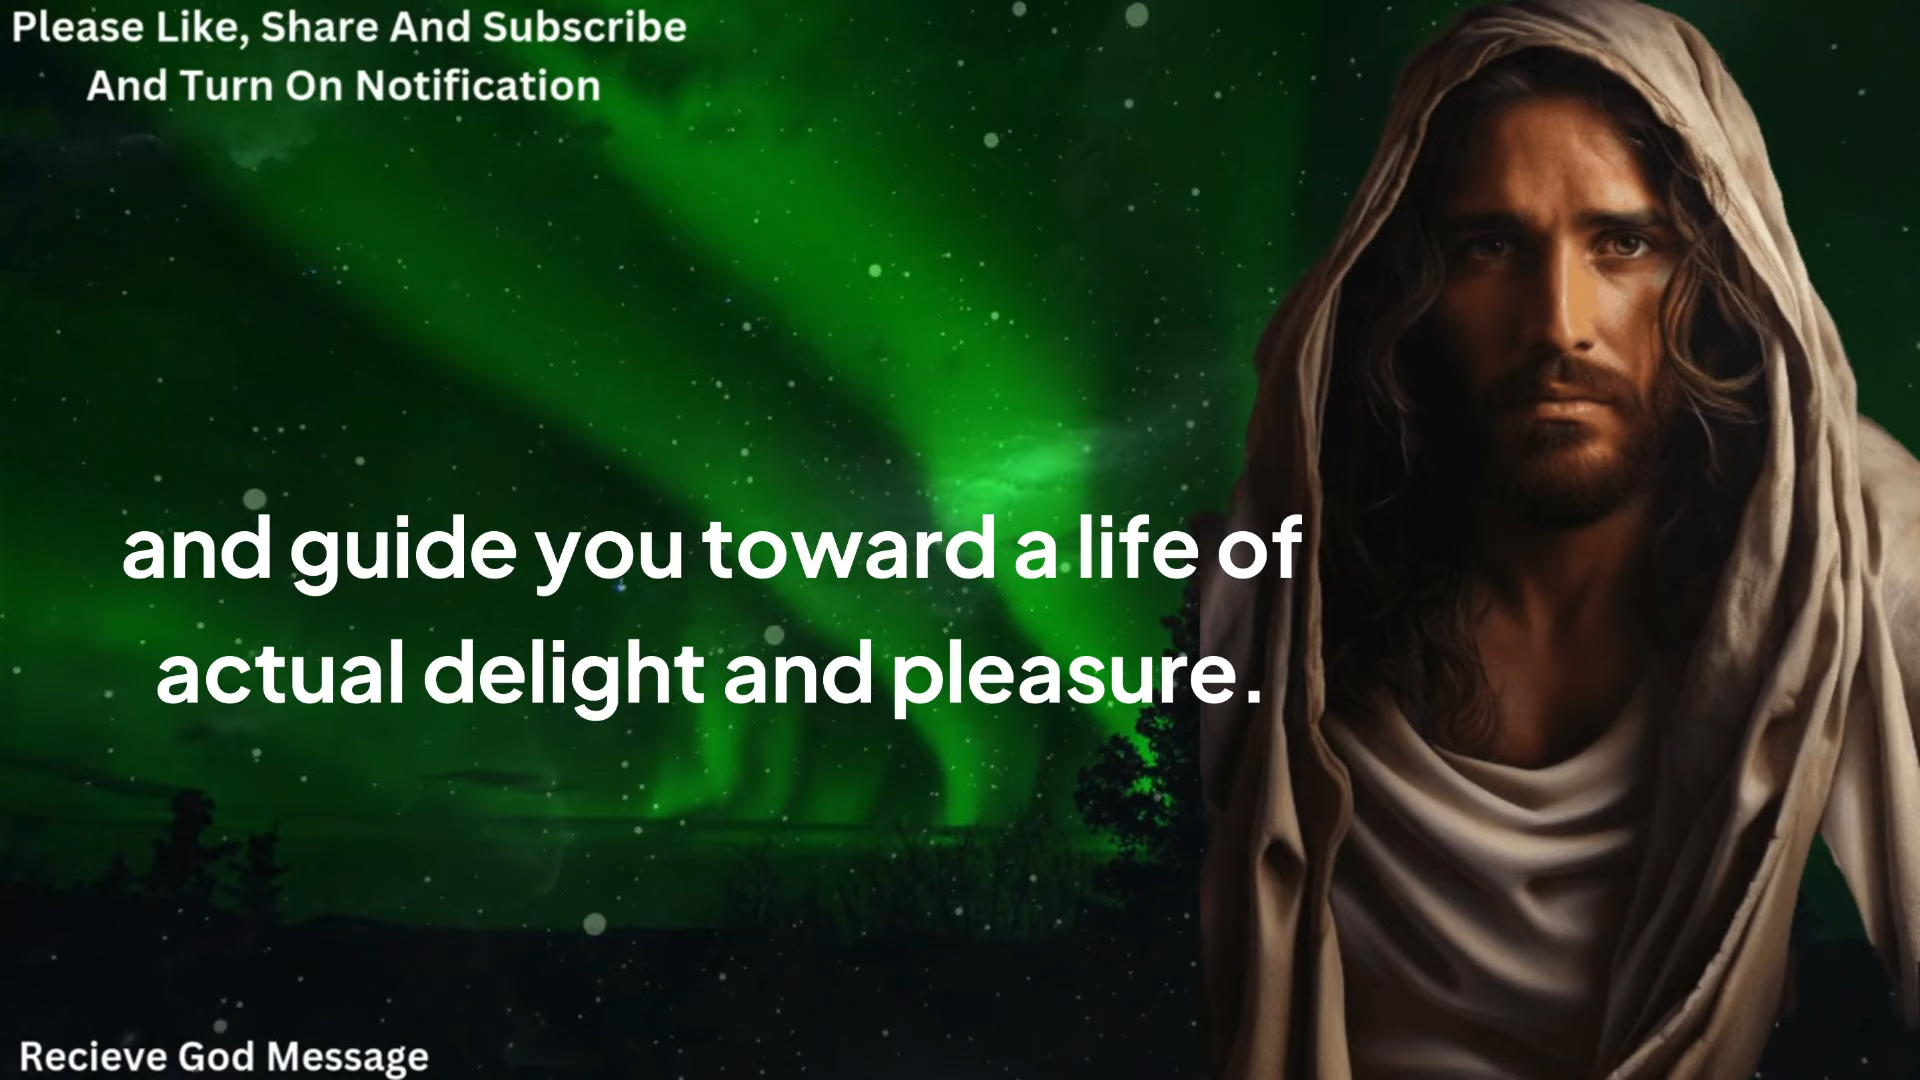 Please Like, Share And Subscribe
And Turn On Notification
and guide you toward a life of
actual delight and pleasure.
Recieve God Message